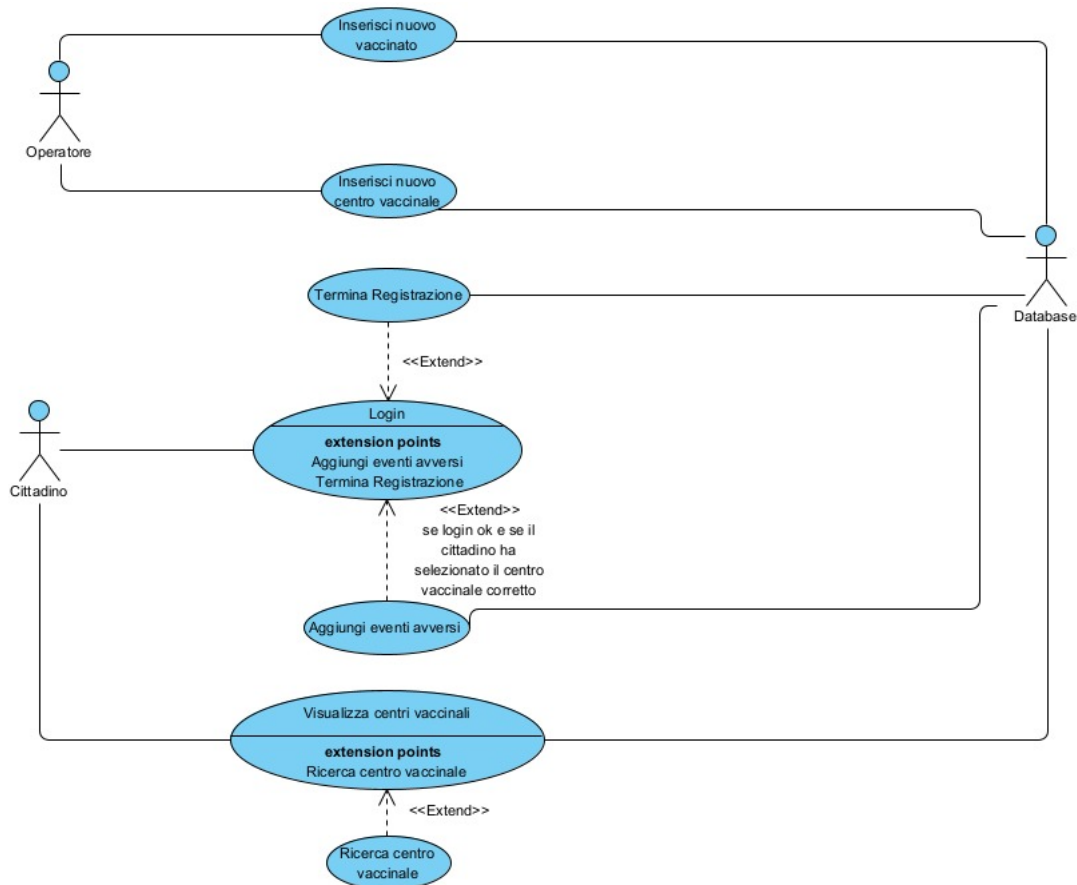 Inserisci nuovo
vaccinato
Operatore
Inserisci nuovo
centro vaccinale
Database
Termina Registrazione
<<Extend>>
Login
extension points
Aggiungi eventi avversi
Termina Registrazione
Cittadino
<<Extend>>
se login ok e se il
cittadino ha
selezionato il centro
vaccinale corretto
Aggiungi eventi avversi
Visualizza centri vaccinali
extension points
Ricerca centro vaccinale
<<Extend>>
Ricerca centro
vaccinale